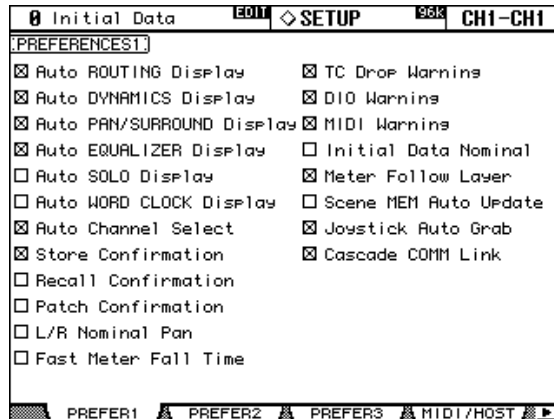 0 Initial Data EDIT ◇SETUP 96K CH1-CH1
PREFERENCES1
Auto ROUTING Display
Auto DYNAMICS Display
Auto PAN/SURROUND Display
Auto EQUALIZER Display
Auto SOLO Display
Auto WORD CLOCK Display
Auto Channel Select
Store Confirmation
Recall Confirmation
Patch Confirmation
L/R Nominal Pan
Fast Meter Fall Time
TC Drop Warning
DIO Warning
MIDI Warning
Initial Data Nominal
Meter Follow Layer
Scene MEM Auto Update
Joystick Auto Grab
Cascade COMM Link
PREFER1 PREFER2 PREFER3 MIDI/HOST